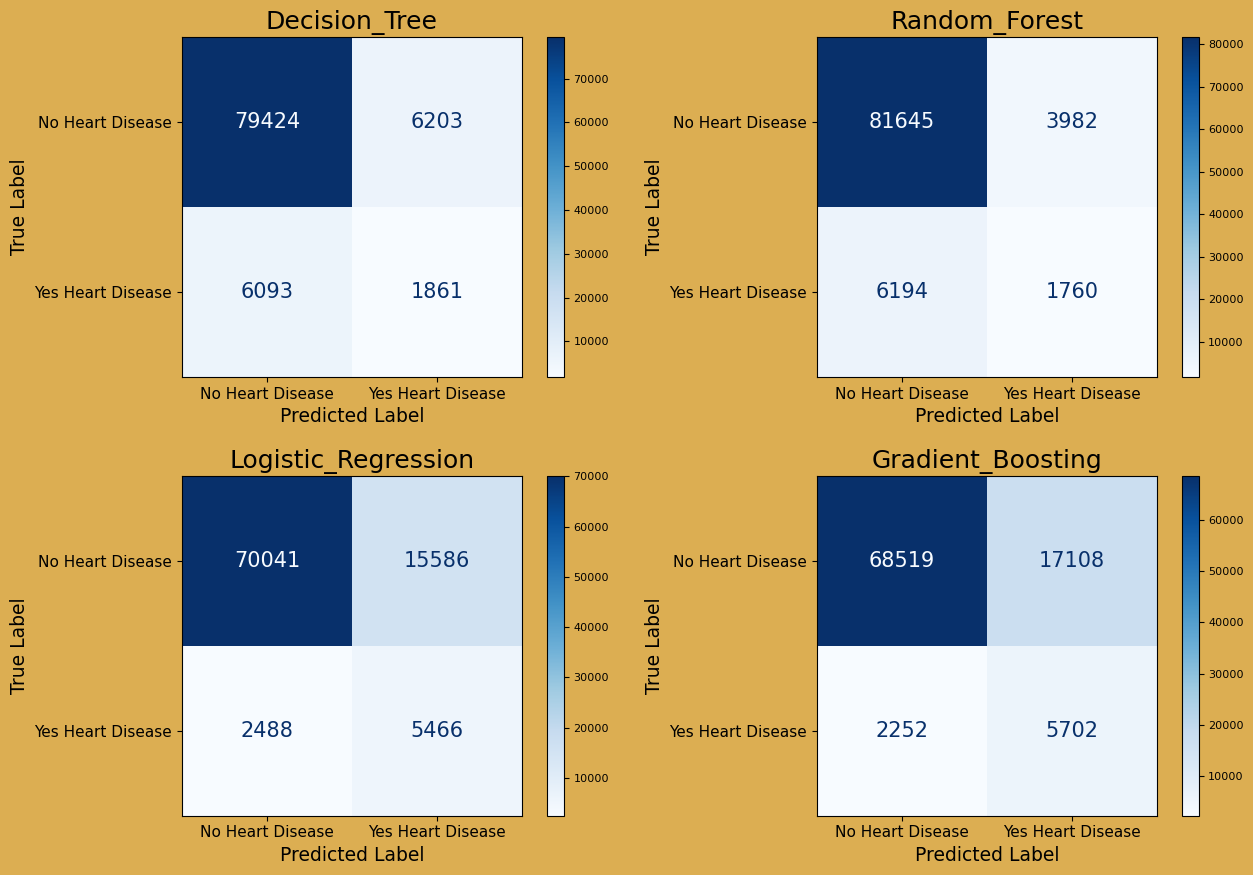 Decision_Tree
No Heart Disease
79424 6203
Yes Heart Disease
6093 1861
True Label
No Heart Disease Yes Heart Disease
Predicted Label
70000
60000
50000
40000
30000
20000
10000
Random_Forest
No Heart Disease
81645 3982
Yes Heart Disease
6194 1760
True Label
No Heart Disease Yes Heart Disease
Predicted Label
80000
70000
60000
50000
40000
30000
20000
10000
Logistic_Regression
No Heart Disease
70041 15586
Yes Heart Disease
2488 5466
True Label
No Heart Disease Yes Heart Disease
Predicted Label
70000
60000
50000
40000
30000
20000
10000
Gradient_Boosting
No Heart Disease
68519 17108
Yes Heart Disease
2252 5702
True Label
No Heart Disease Yes Heart Disease
Predicted Label
60000
50000
40000
30000
20000
10000